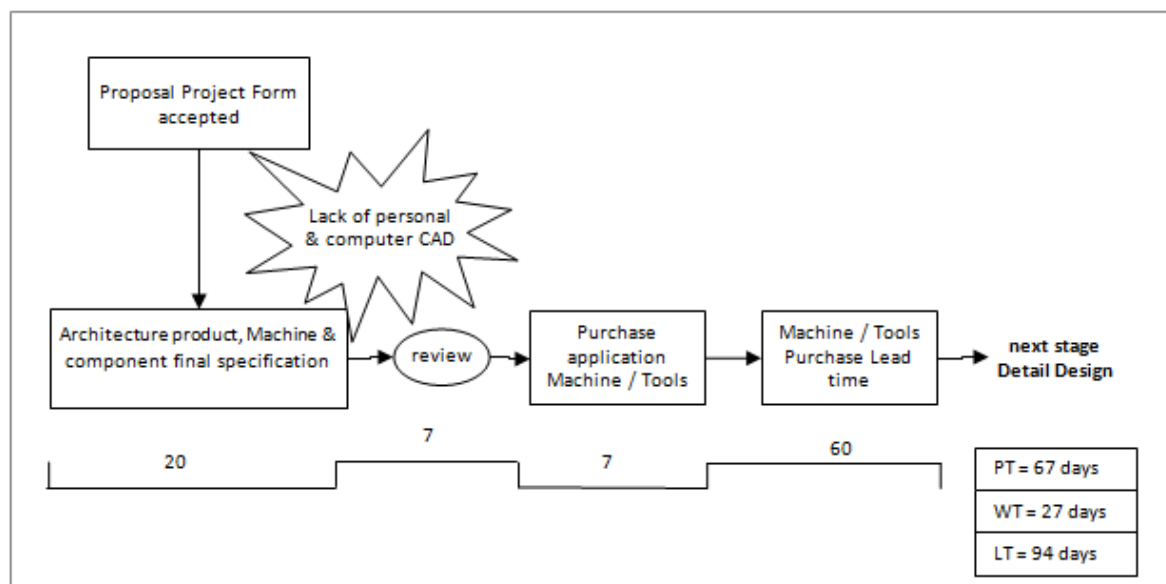 Proposal Project Form
accepted
Lack of personal
& computer CAD
Architecture product, Machine &
component final specification
review
Purchase
application
Machine / Tools
Machine / Tools
Purchase Lead
time
next stage
Detail Design
20
7
7
60
PT = 67 days
WT = 27 days
LT = 94 days